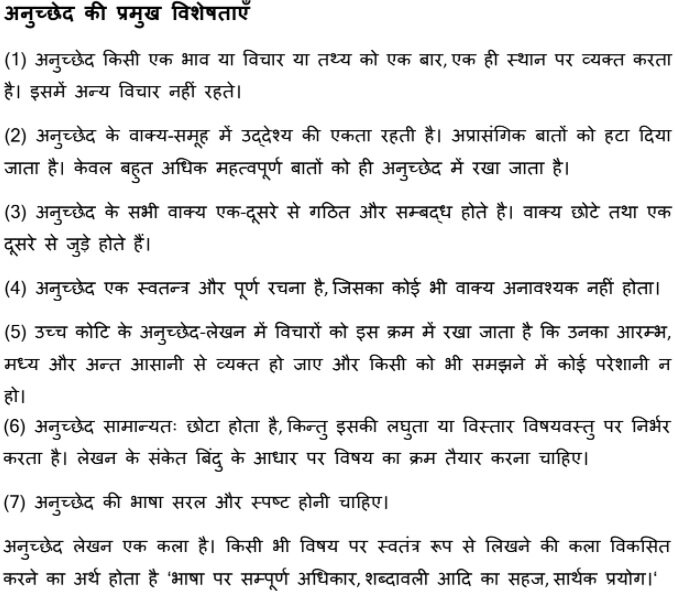 अनुच्छेद की प्रमुख विशेषताएँ
(1) अनुच्छेद किसी एक भाव या विचार या तथ्य को एक बार, एक ही स्थान पर व्यक्त करता
है। इसमें अन्य विचार नहीं रहते।
(2) अनुच्छेद के वाक्य-समूह में उद्देश्य की एकता रहती है। अप्रासंगिक बातों को हटा दिया
जाता है। केवल बहुत अधिक महत्वपूर्ण बातों को ही अनुच्छेद में रखा जाता है।
(3) अनुच्छेद के सभी वाक्य एक-दूसरे से गठित और सम्बद्ध होते है। वाक्य छोटे तथा एक
दूसरे से जुड़े होते हैं।
(4) अनुच्छेद एक स्वतन्त्र और पूर्ण रचना है, जिसका कोई भी वाक्य अनावश्यक नहीं होता।
(5) उच्च कोटि के अनुच्छेद-लेखन में विचारों को इस क्रम में रखा जाता है कि उनका आरम्भ,
मध्य और अन्त आसानी से व्यक्त हो जाए और किसी को भी समझने में कोई परेशानी न
हो।
(6) अनुच्छेद सामान्यतः छोटा होता है, किन्तु इसकी लघुता या विस्तार विषयवस्तु पर निर्भर
करता है। लेखन के संकेत बिंदु के आधार पर विषय का क्रम तैयार करना चाहिए।
(7) अनुच्छेद की भाषा सरल और स्पष्ट होनी चाहिए।
अनुच्छेद लेखन एक कला है। किसी भी विषय पर स्वतंत्र रूप से लिखने की कला विकसित
करने का अर्थ होता है 'भाषा पर सम्पूर्ण अधिकार, शब्दावली आदि का सहज, सार्थक प्रयोग।'